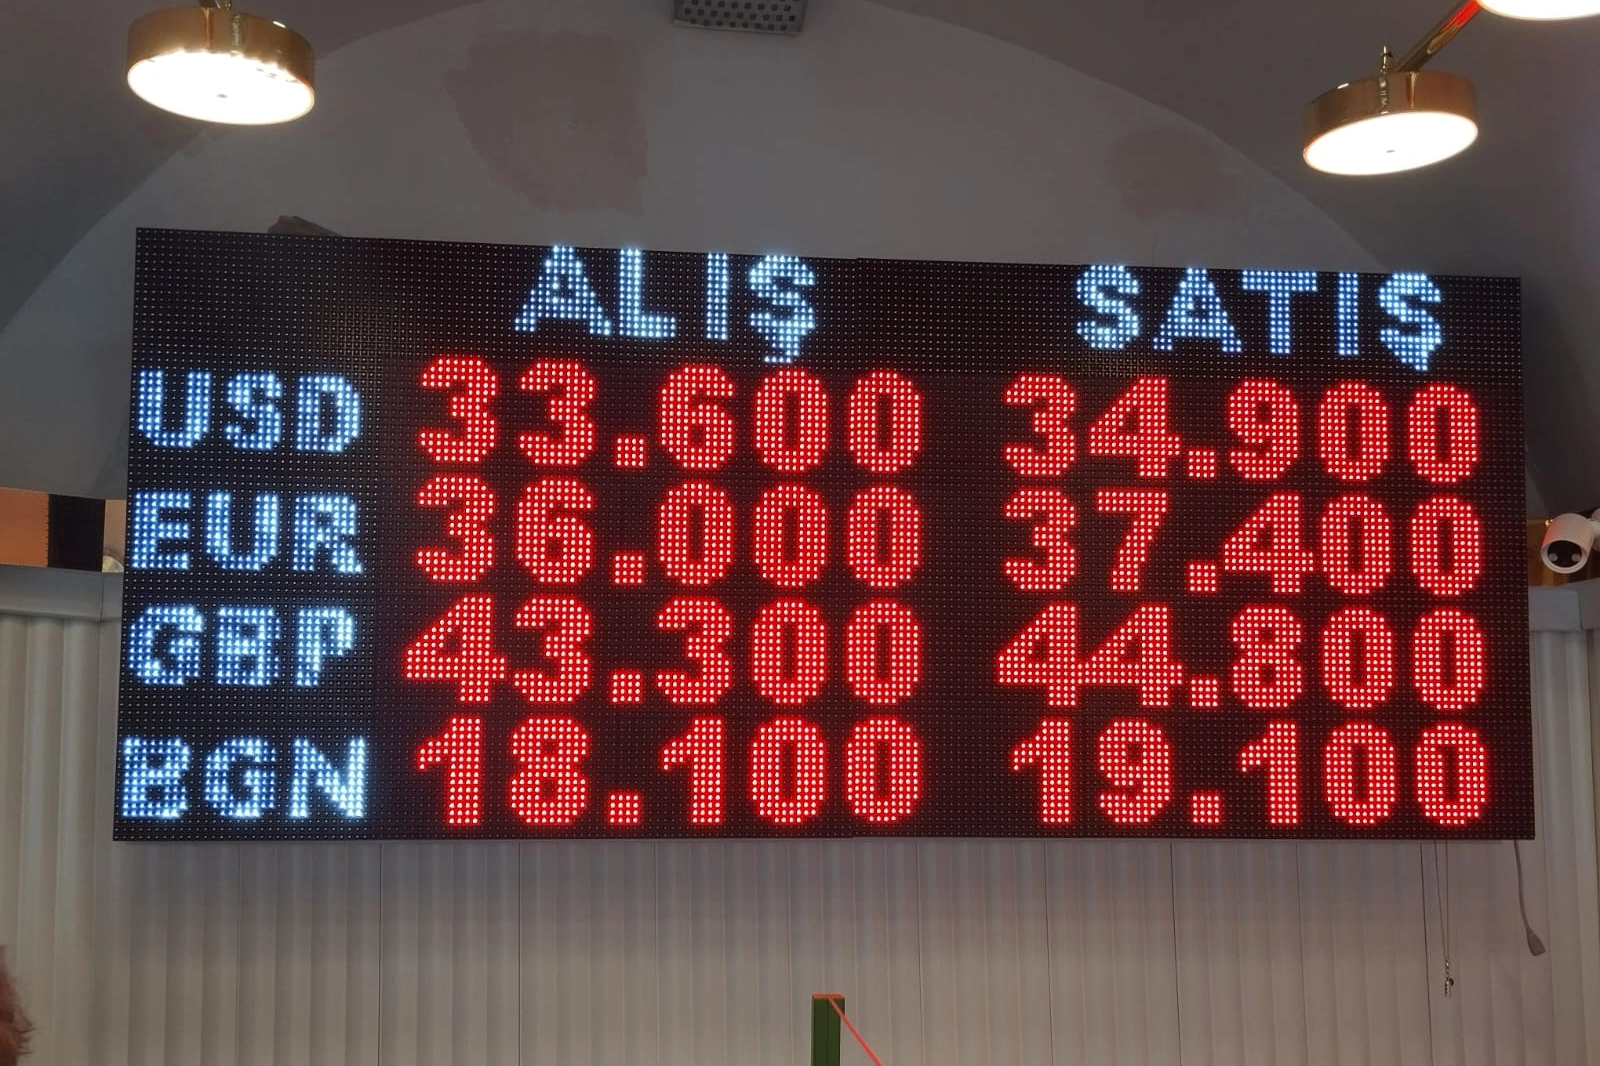 ALIŞ SATIŞ
USD 33.600 34.900
EUR 36.000 37.400
GBP 43.300 44.800
BGN 18.100 19.100